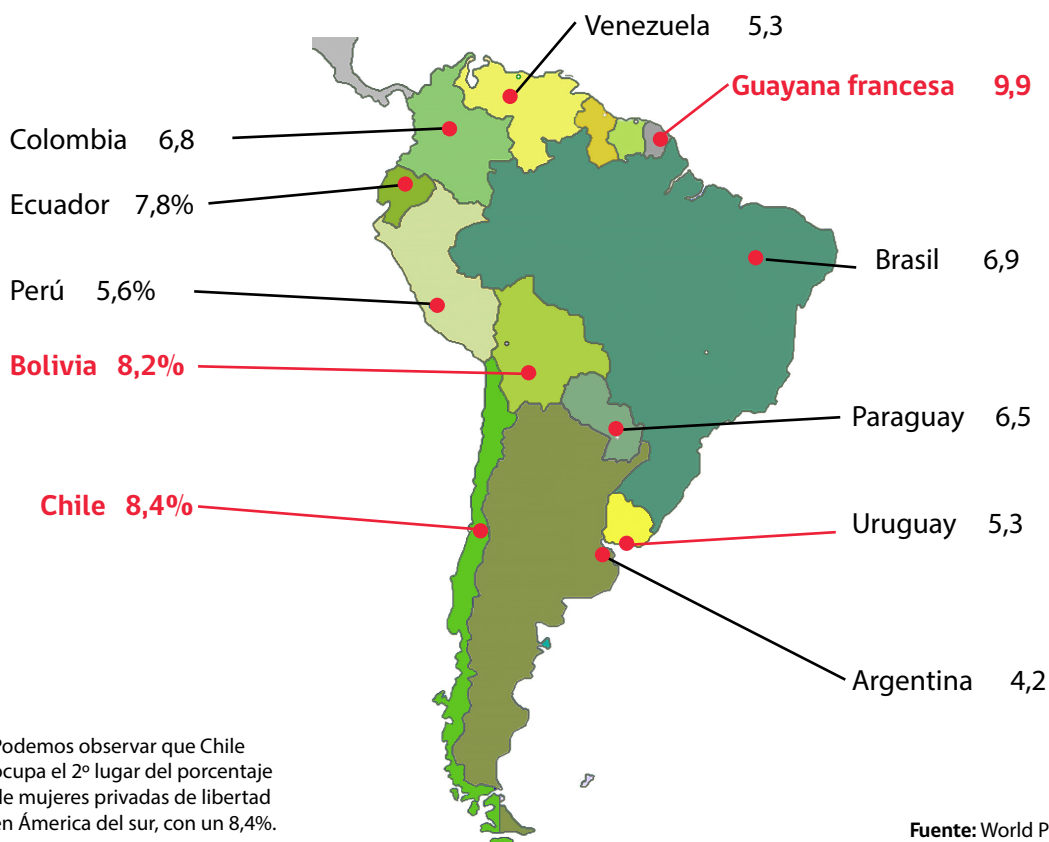 Venezuela 5,3
Guayana francesa 9,9
Colombia 6,8
Ecuador 7,8%
Brasil 6,9
Perú 5,6%
Bolivia 8,2%
Paraguay 6,5
Chile 8,4%
Uruguay 5,3
Argentina 4,2
Podemos observar que Chile
ocupa el 2º lugar del porcentaje
de mujeres privadas de libertad
en Ámerica del sur, con un 8,4%.
Fuente: World P